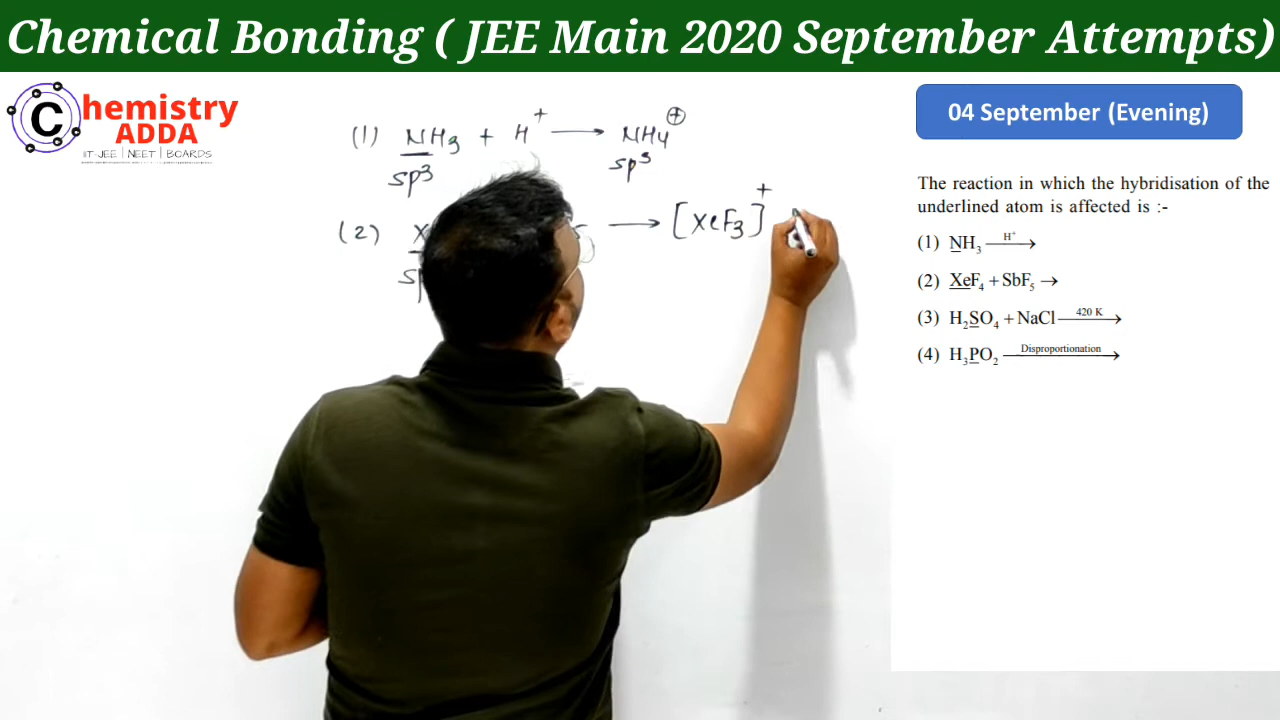 Chemical Bonding ( JEE Main 2020 September Attempts)
Chemistry
ADDA
IIT-JEE | NEET | BOARDS
(1) NH3 + H+ ⟶ NH4⊕
sp3 sp3
(2) X ⟶ [XeF3]+
sp
04 September (Evening)
The reaction in which the hybridisation of the
underlined atom is affected is :-
(1) NH3 —H+→
(2) XeF4 + SbF5 →
(3) H2SO4 + NaCl —420 K→
(4) H3PO2 —Disproportionation→